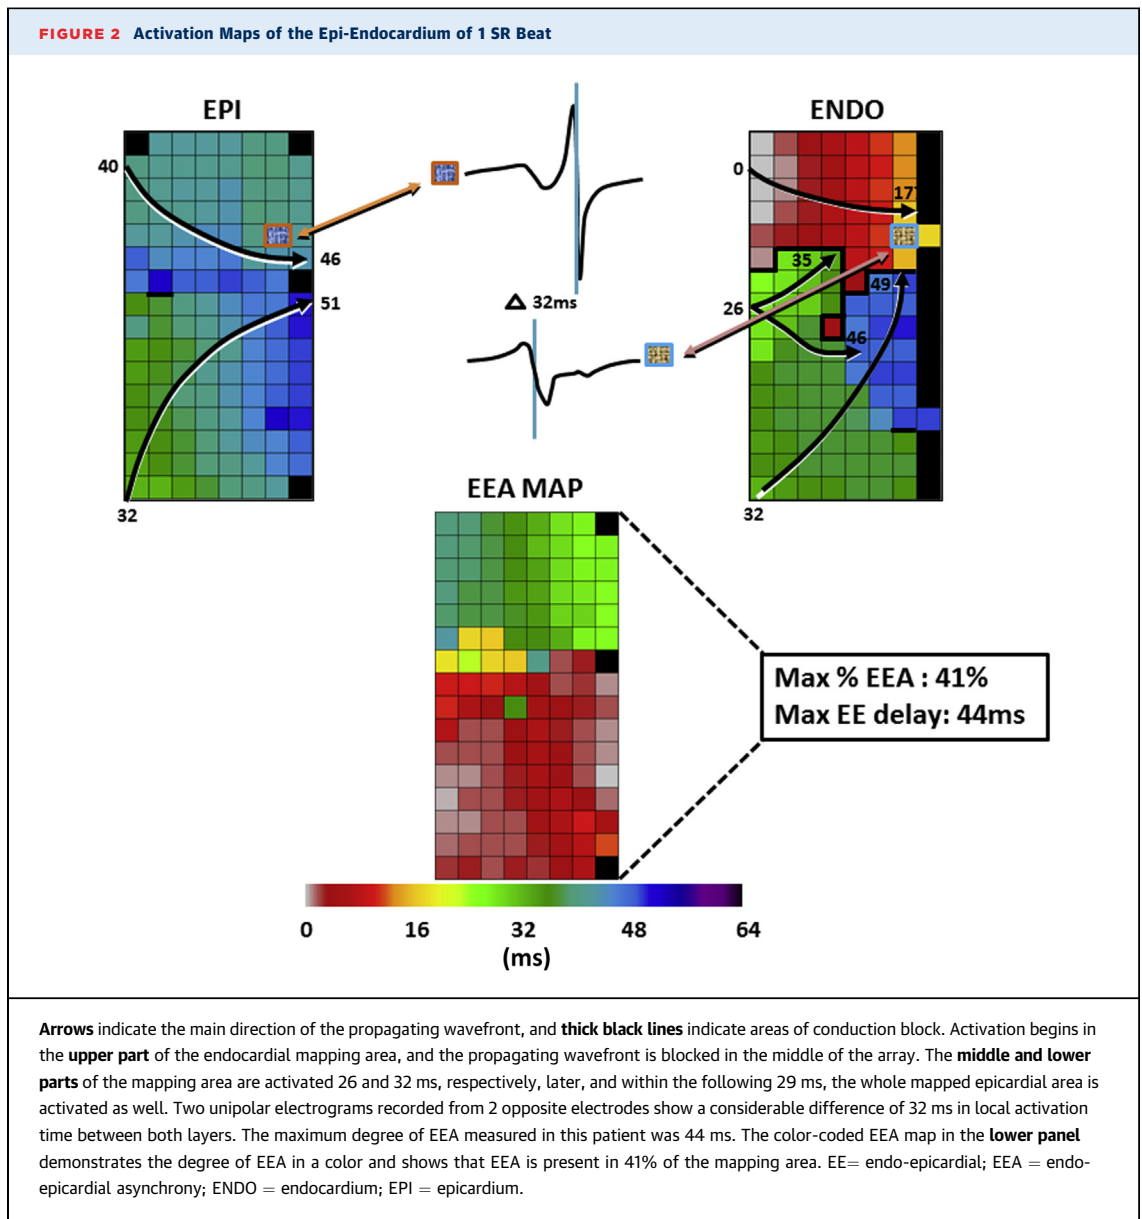 FIGURE 2 Activation Maps of the Epi-Endocardium of 1 SR Beat
EPI
ENDO
40
46
51
32
Δ 32ms
0
17
35
49
26
46
32
EEA MAP
Max % EEA : 41%
Max EE delay: 44ms
0 16 32 48 64
(ms)
Arrows indicate the main direction of the propagating wavefront, and thick black lines indicate areas of conduction block. Activation begins in
the upper part of the endocardial mapping area, and the propagating wavefront is blocked in the middle of the array. The middle and lower
parts of the mapping area are activated 26 and 32 ms, respectively, later, and within the following 29 ms, the whole mapped epicardial area is
activated as well. Two unipolar electrograms recorded from 2 opposite electrodes show a considerable difference of 32 ms in local activation
time between both layers. The maximum degree of EEA measured in this patient was 44 ms. The color-coded EEA map in the lower panel
demonstrates the degree of EEA in a color and shows that EEA is present in 41% of the mapping area. EE= endo-epicardial; EEA = endo-
epicardial asynchrony; ENDO = endocardium; EPI = epicardium.